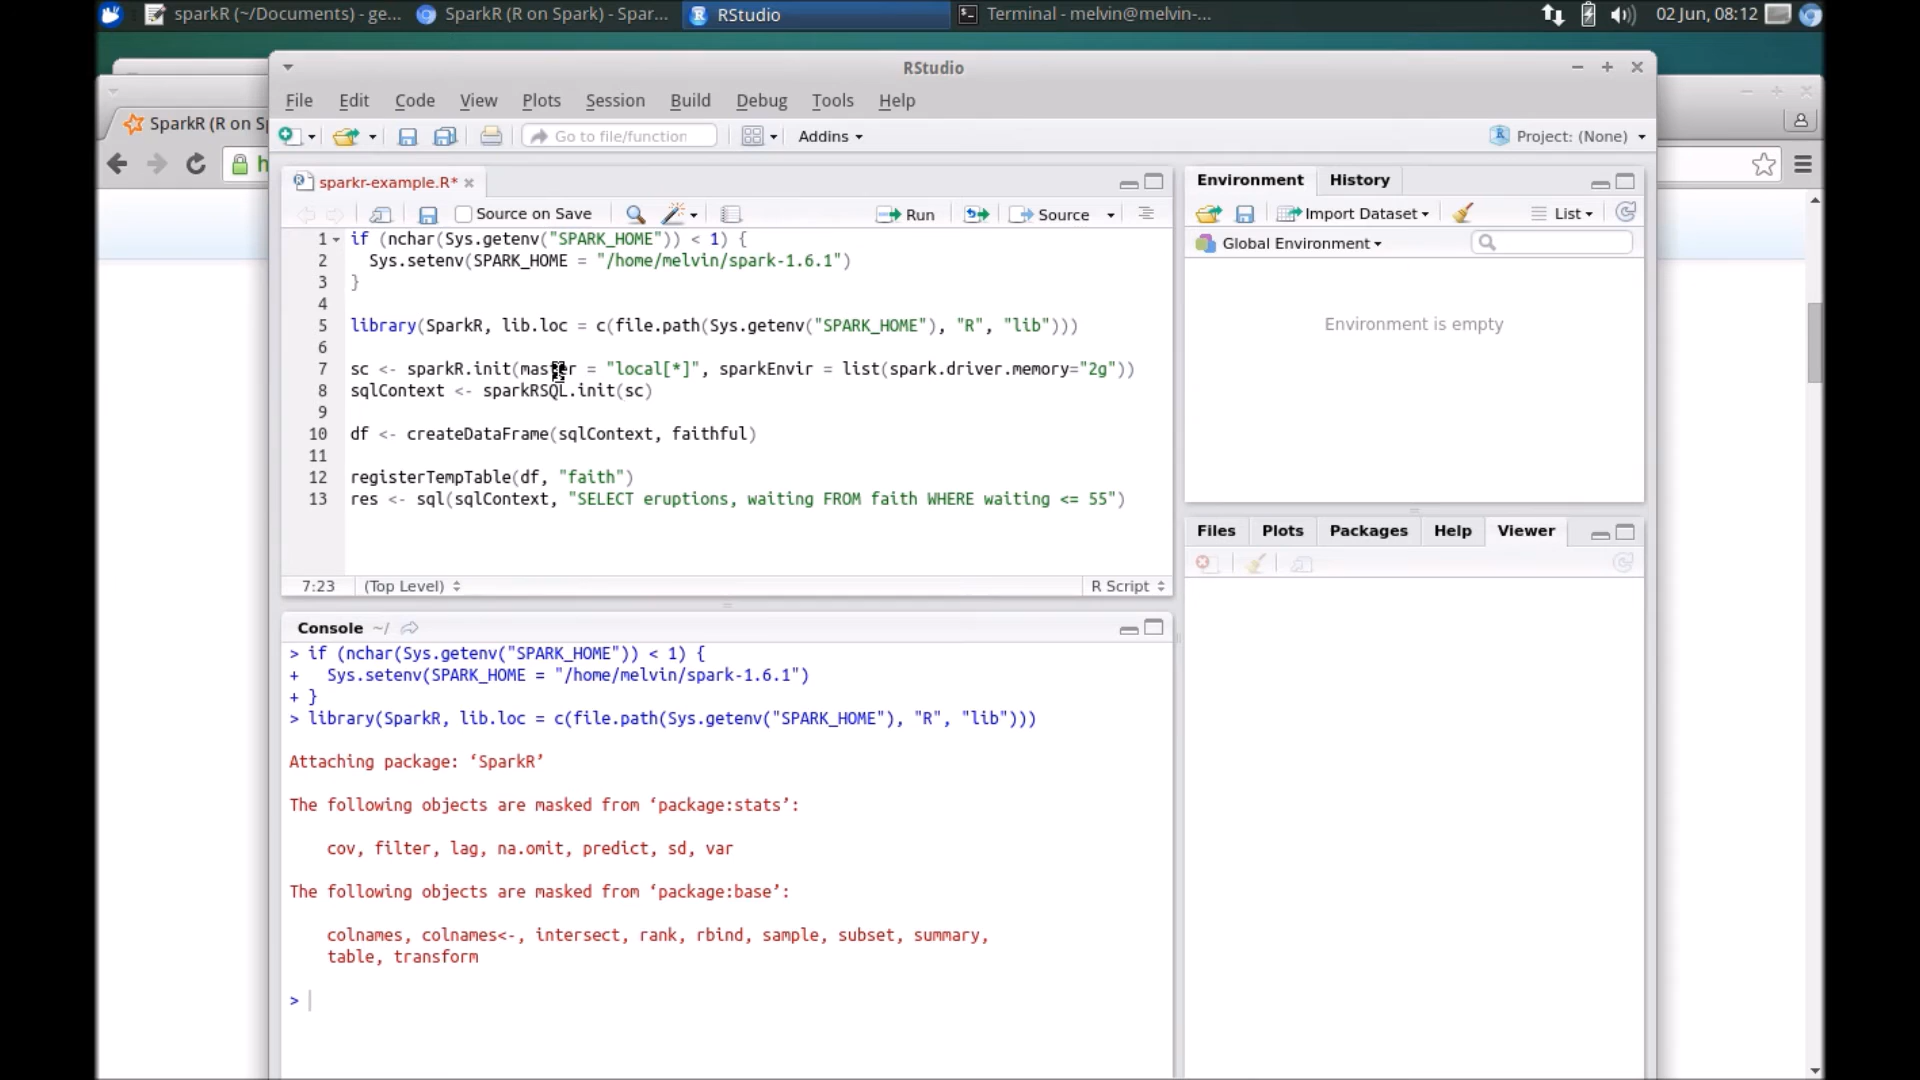 sparkR (~/Documents) - ge...
SparkR (R on Spark) - Spar...
RStudio
Terminal - melvin@melvin-...
02 Jun, 08:12
RStudio
SparkR (R on Sp
h
File Edit Code View Plots Session Build Debug Tools Help
Go to file/function
Addins
Project: (None)
sparkr-example.R*
Source on Save
Run
Source
1 if (nchar(Sys.getenv("SPARK_HOME")) < 1) {
2 Sys.setenv(SPARK_HOME = "/home/melvin/spark-1.6.1")
3 }
4
5 library(SparkR, lib.loc = c(file.path(Sys.getenv("SPARK_HOME"), "R", "lib")))
6
7 sc <- sparkR.init(master = "local[*]", sparkEnvir = list(spark.driver.memory="2g"))
8 sqlContext <- sparkRSQL.init(sc)
9
10 df <- createDataFrame(sqlContext, faithful)
11
12 registerTempTable(df, "faith")
13 res <- sql(sqlContext, "SELECT eruptions, waiting FROM faith WHERE waiting <= 55")
7:23 (Top Level) R Script
Console ~/
> if (nchar(Sys.getenv("SPARK_HOME")) < 1) {
+ Sys.setenv(SPARK_HOME = "/home/melvin/spark-1.6.1")
+ }
> library(SparkR, lib.loc = c(file.path(Sys.getenv("SPARK_HOME"), "R", "lib")))
Attaching package: ‘SparkR’
The following objects are masked from ‘package:stats’:
cov, filter, lag, na.omit, predict, sd, var
The following objects are masked from ‘package:base’:
colnames, colnames<-, intersect, rank, rbind, sample, subset, summary,
table, transform
>
Environment History
Import Dataset
List
Global Environment
Environment is empty
Files Plots Packages Help Viewer